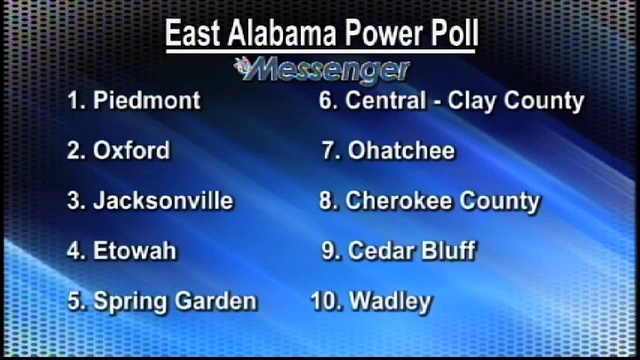 East Alabama Power Poll
Messenger
1. Piedmont
2. Oxford
3. Jacksonville
4. Etowah
5. Spring Garden
6. Central - Clay County
7. Ohatchee
8. Cherokee County
9. Cedar Bluff
10. Wadley